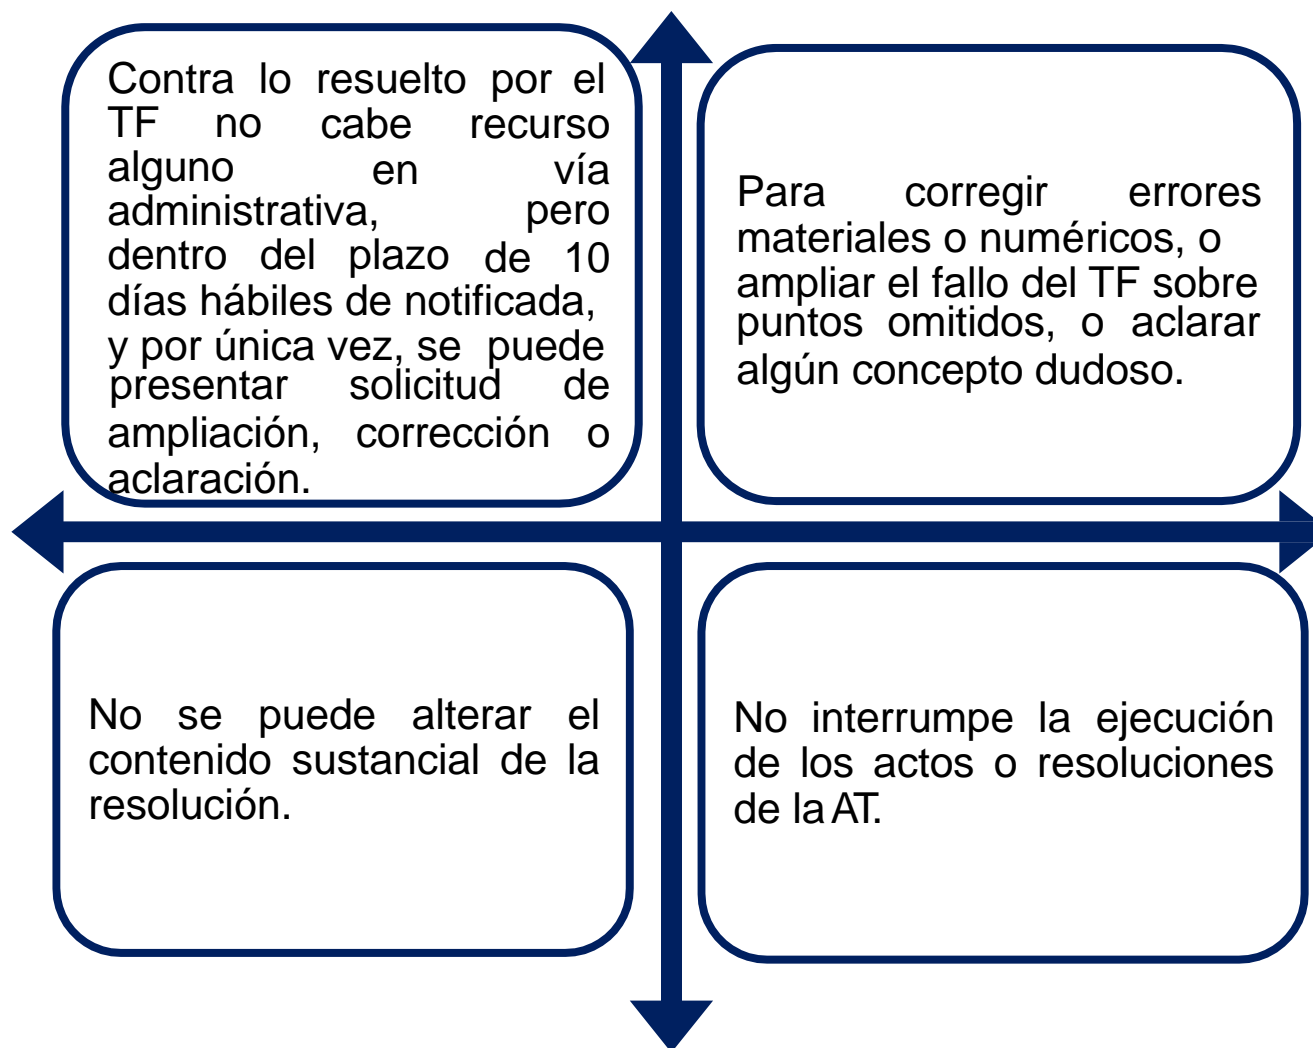 Contra lo resuelto por el
TF no cabe recurso
alguno en vía
administrativa, pero
dentro del plazo de 10
días hábiles de notificada,
y por única vez, se puede
presentar solicitud de
ampliación, corrección o
aclaración.
Para corregir errores
materiales o numéricos, o
ampliar el fallo del TF sobre
puntos omitidos, o aclarar
algún concepto dudoso.
No se puede alterar el
contenido sustancial de la
resolución.
No interrumpe la ejecución
de los actos o resoluciones
de la AT.